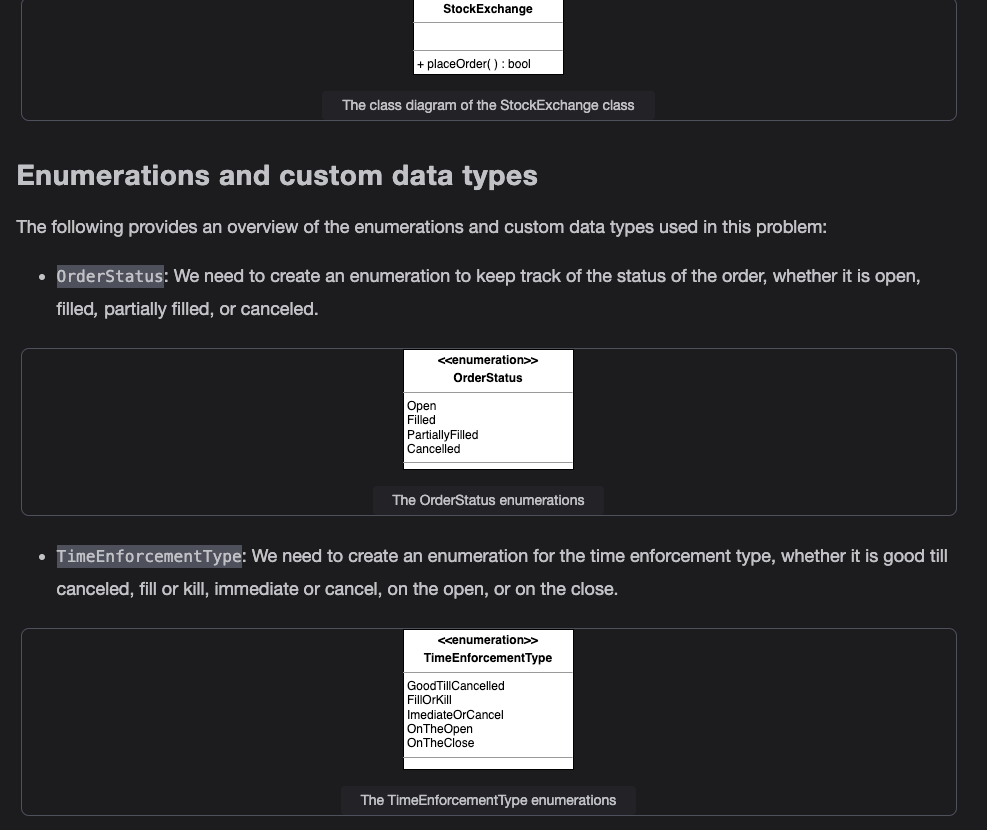 StockExchange
+ placeOrder( ) : bool
The class diagram of the StockExchange class
Enumerations and custom data types
The following provides an overview of the enumerations and custom data types used in this problem:
• OrderStatus: We need to create an enumeration to keep track of the status of the order, whether it is open,
filled, partially filled, or canceled.
<<enumeration>>
OrderStatus
Open
Filled
PartiallyFilled
Cancelled
The OrderStatus enumerations
• TimeEnforcementType: We need to create an enumeration for the time enforcement type, whether it is good till
canceled, fill or kill, immediate or cancel, on the open, or on the close.
<<enumeration>>
TimeEnforcementType
GoodTillCancelled
FillOrKill
ImediateOrCancel
OnTheOpen
OnTheClose
The TimeEnforcementType enumerations